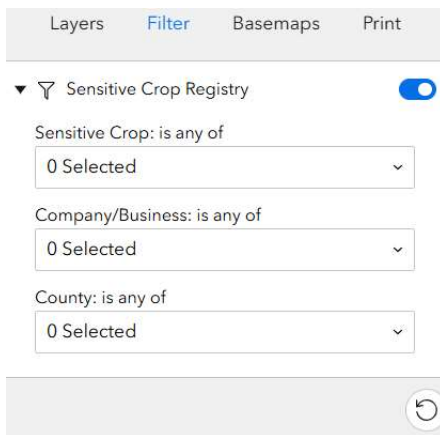 Layers Filter Basemaps Print
Sensitive Crop Registry
Sensitive Crop: is any of
0 Selected
Company/Business: is any of
0 Selected
County: is any of
0 Selected